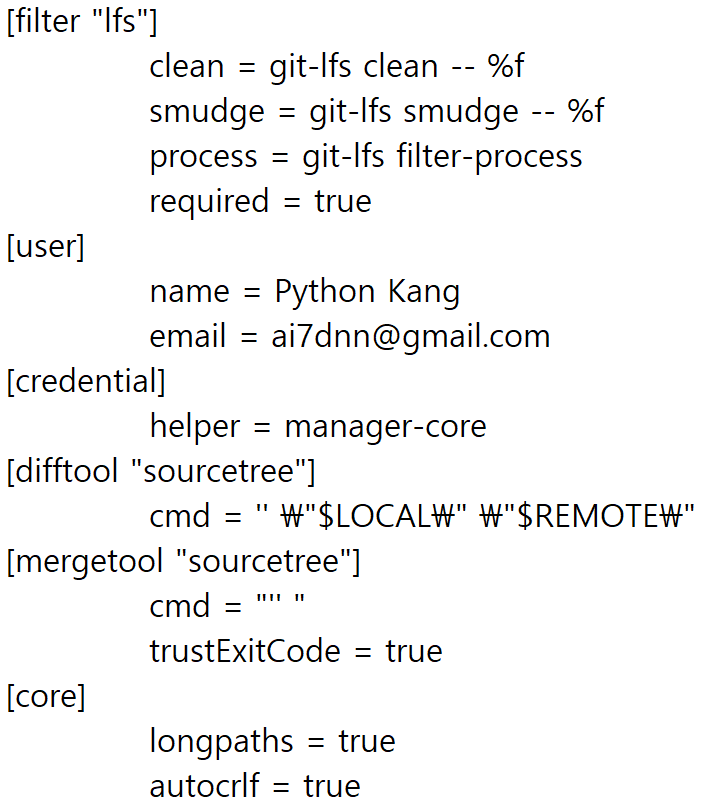 [filter "lfs"]
clean = git-lfs clean -- %f
smudge = git-lfs smudge -- %f
process = git-lfs filter-process
required = true
[user]
name = Python Kang
email = ai7dnn@gmail.com
[credential]
helper = manager-core
[difftool "sourcetree"]
cmd = '' ₩"$LOCAL₩" ₩"$REMOTE₩"
[mergetool "sourcetree"]
cmd = "'' "
trustExitCode = true
[core]
longpaths = true
autocrlf = true